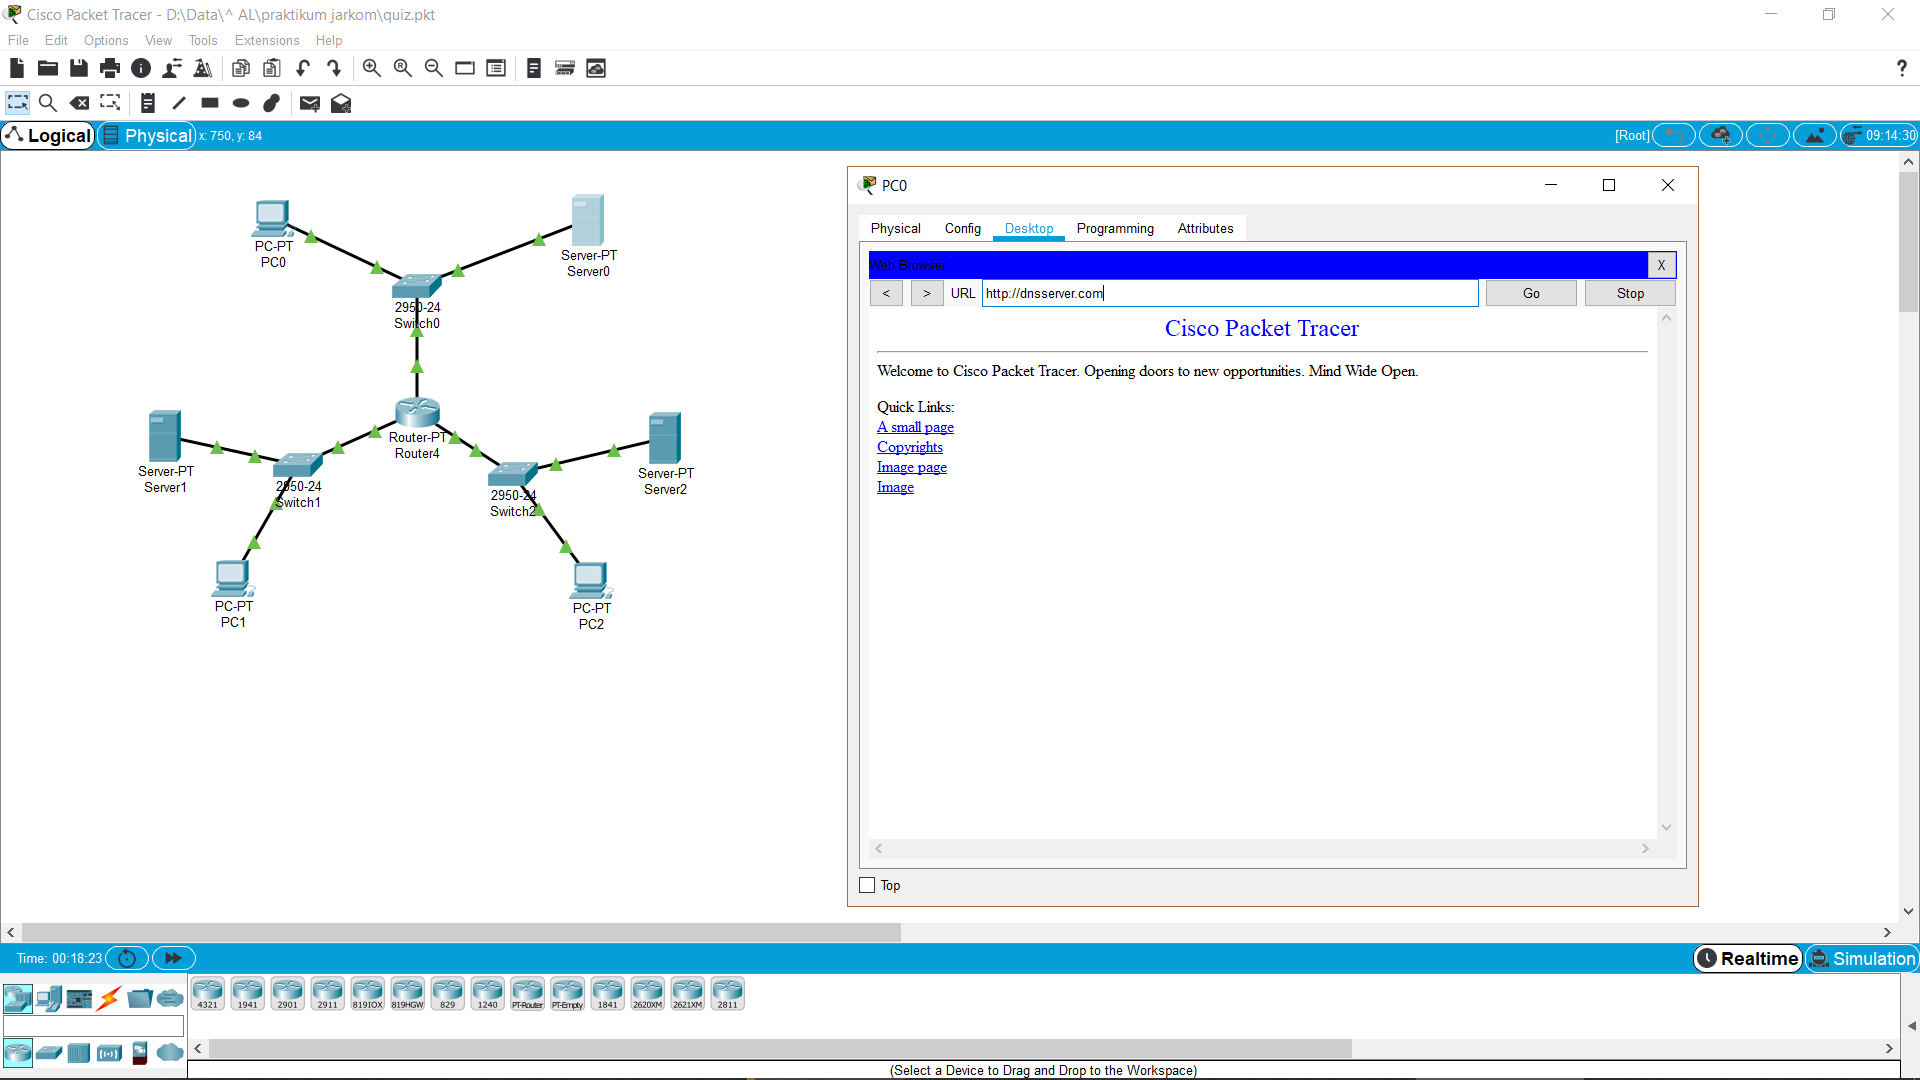 Cisco Packet Tracer - D:\Data\^ AL\praktikum jarkom\quiz.pkt
File Edit Options View Tools Extensions Help
?
Logical Physical x: 750, y: 84 [Root] 09:14:30
PC-PT
PC0
Server-PT
Server0
2950-24
Switch0
Router-PT
Router4
Server-PT
Server1
2950-24
Switch1
2950-24
Switch2
Server-PT
Server2
PC-PT
PC1
PC-PT
PC2
PC0
Physical Config Desktop Programming Attributes
Web Browser X
< > URL http://dnsserver.com Go Stop
Cisco Packet Tracer
Welcome to Cisco Packet Tracer. Opening doors to new opportunities. Mind Wide Open.
Quick Links:
A small page
Copyrights
Image page
Image
Top
Time: 00:18:23 Realtime Simulation
4321 1941 2901 2911 819IOX 819HGW 829 1240 PT-Router PT-Empty 1841 2620XM 2621XM 2811
(Select a Device to Drag and Drop to the Workspace)